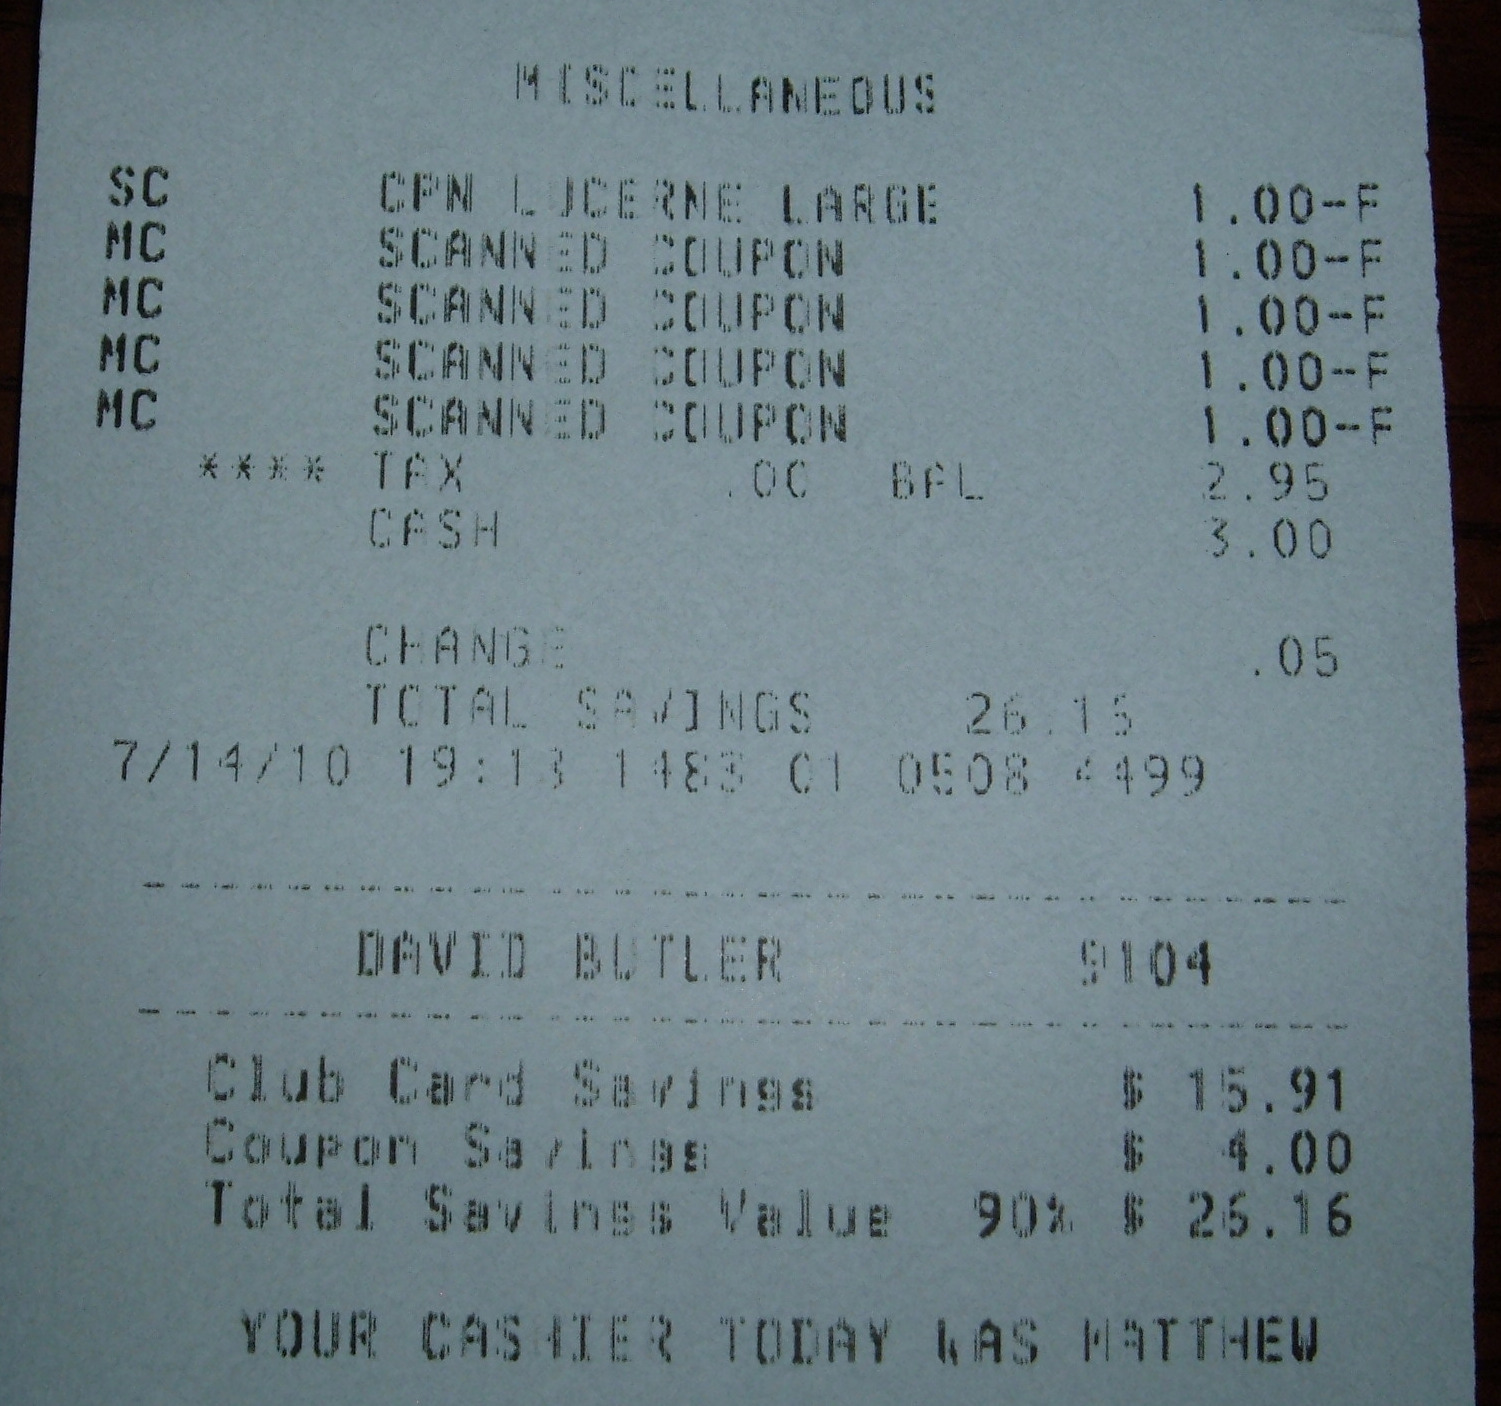 MISCELLANEOUS
SC CPN LUCERNE LARGE 1.00-F
MC SCANNED COUPON 1.00-F
MC SCANNED COUPON 1.00-F
MC SCANNED COUPON 1.00-F
MC SCANNED COUPON 1.00-F
**** TAX .00 BAL 2.95
CASH 3.00
CHANGE .05
TOTAL SAVINGS 26.16
7/14/10 19:13 1483 01 0508 4499
DAVID BUTLER 9104
Club Card Savings $ 15.91
Coupon Savings $ 4.00
Total Savings Value 90% $ 26.16
YOUR CASHIER TODAY WAS MATTHEW